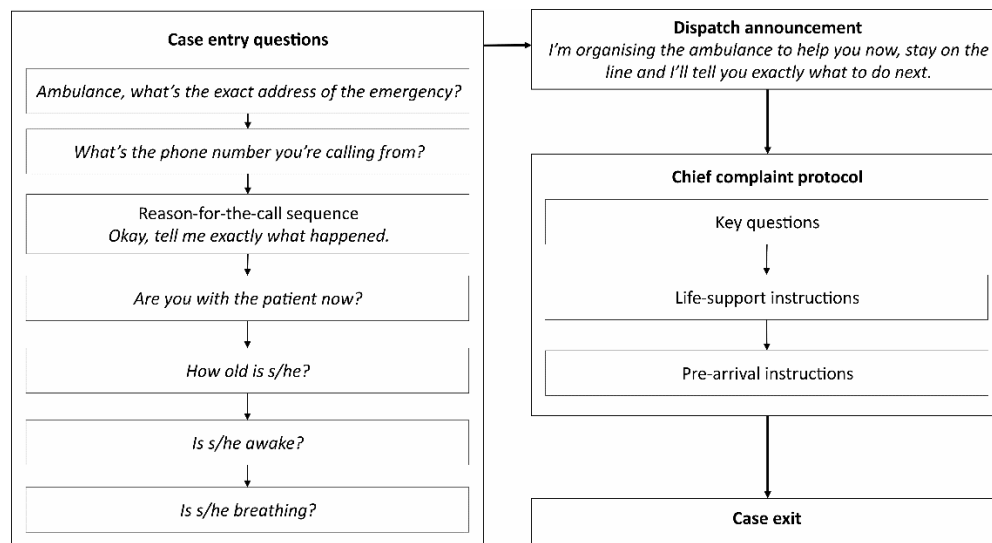 Case entry questions
Ambulance, what's the exact address of the emergency?
What's the phone number you're calling from?
Reason-for-the-call sequence
Okay, tell me exactly what happened.
Are you with the patient now?
How old is s/he?
Is s/he awake?
Is s/he breathing?
Dispatch announcement
I'm organising the ambulance to help you now, stay on the
line and I'll tell you exactly what to do next.
Chief complaint protocol
Key questions
Life-support instructions
Pre-arrival instructions
Case exit